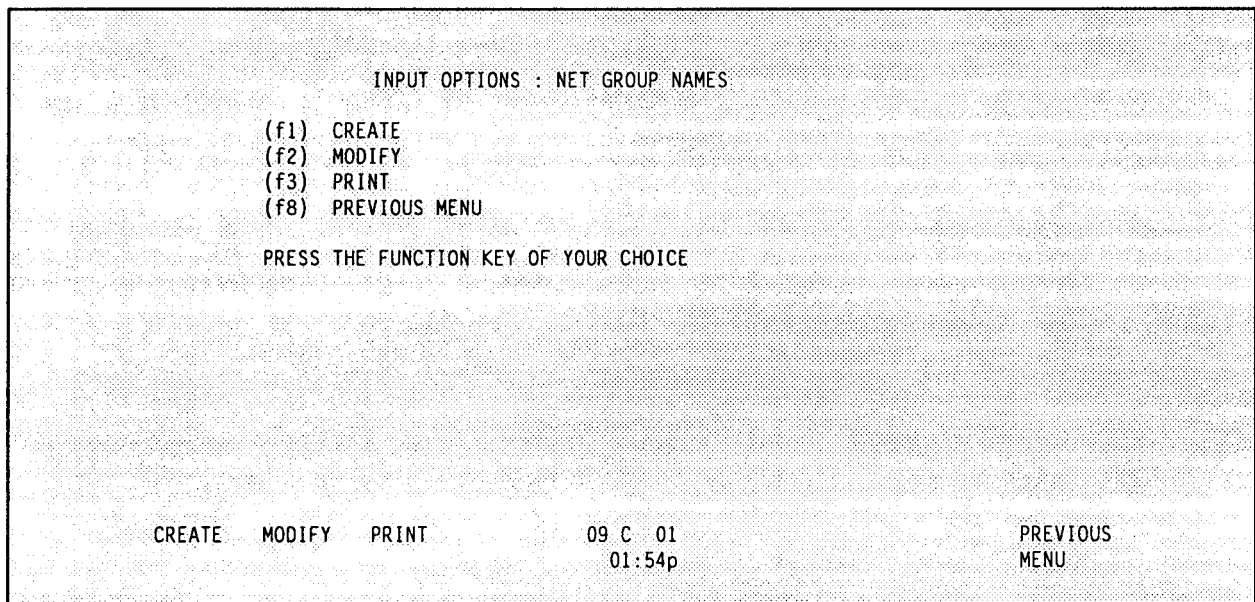 INPUT OPTIONS : NET GROUP NAMES
(f1) CREATE
(f2) MODIFY
(f3) PRINT
(f8) PREVIOUS MENU
PRESS THE FUNCTION KEY OF YOUR CHOICE
CREATE MODIFY PRINT 09 C 01 PREVIOUS
01:54p MENU